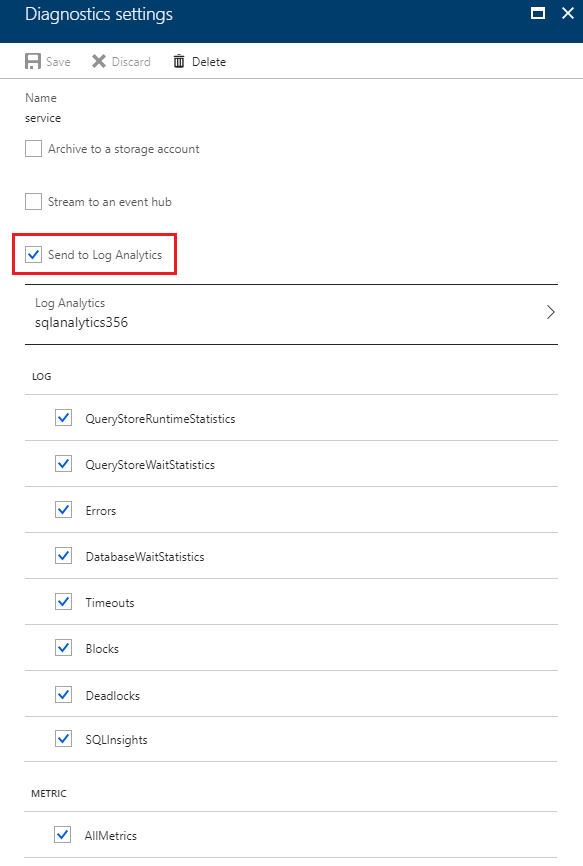 Diagnostics settings
Save Discard Delete
Name
service
Archive to a storage account
Stream to an event hub
Send to Log Analytics
Log Analytics
sqlanalytics356
LOG
QueryStoreRuntimeStatistics
QueryStoreWaitStatistics
Errors
DatabaseWaitStatistics
Timeouts
Blocks
Deadlocks
SQLInsights
METRIC
AllMetrics